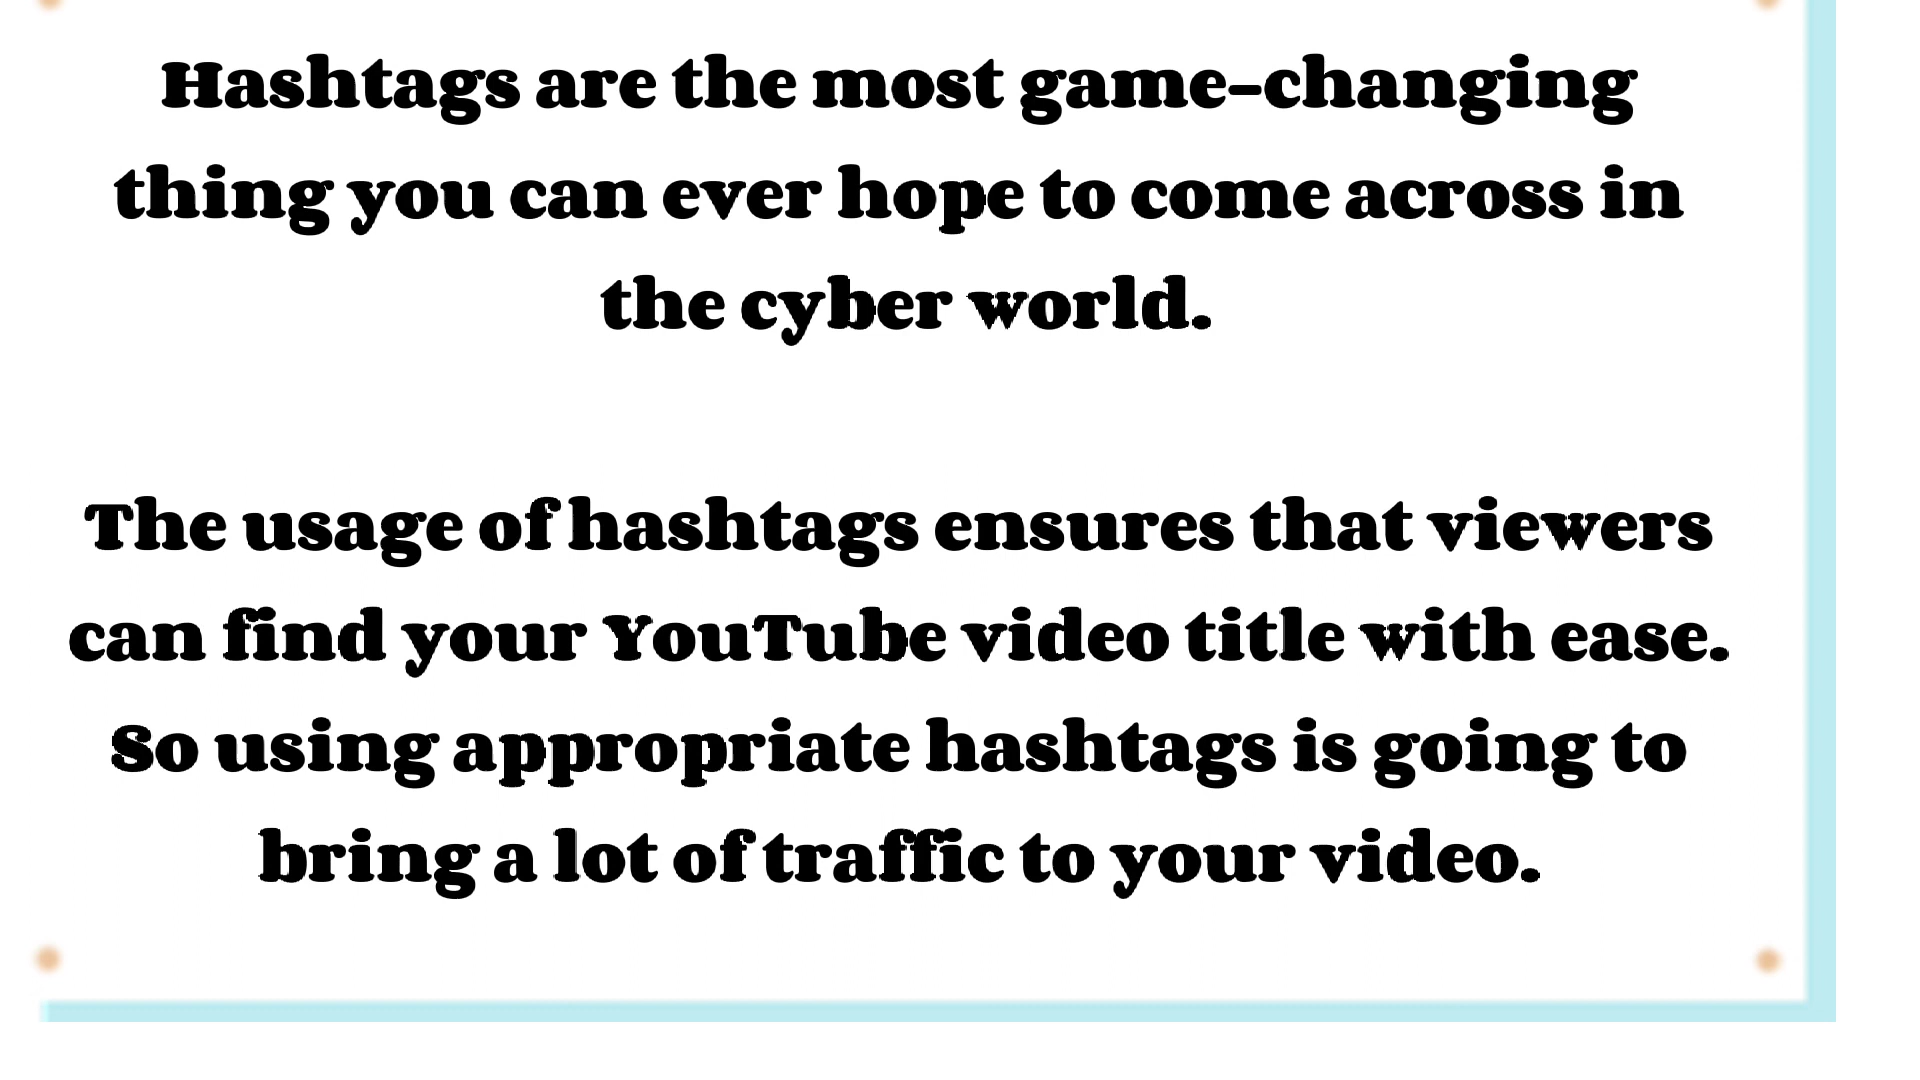 Hashtags are the most game-changing
thing you can ever hope to come across in
the cyber world.
The usage of hashtags ensures that viewers
can find your YouTube video title with ease.
So using appropriate hashtags is going to
bring a lot of traffic to your video.